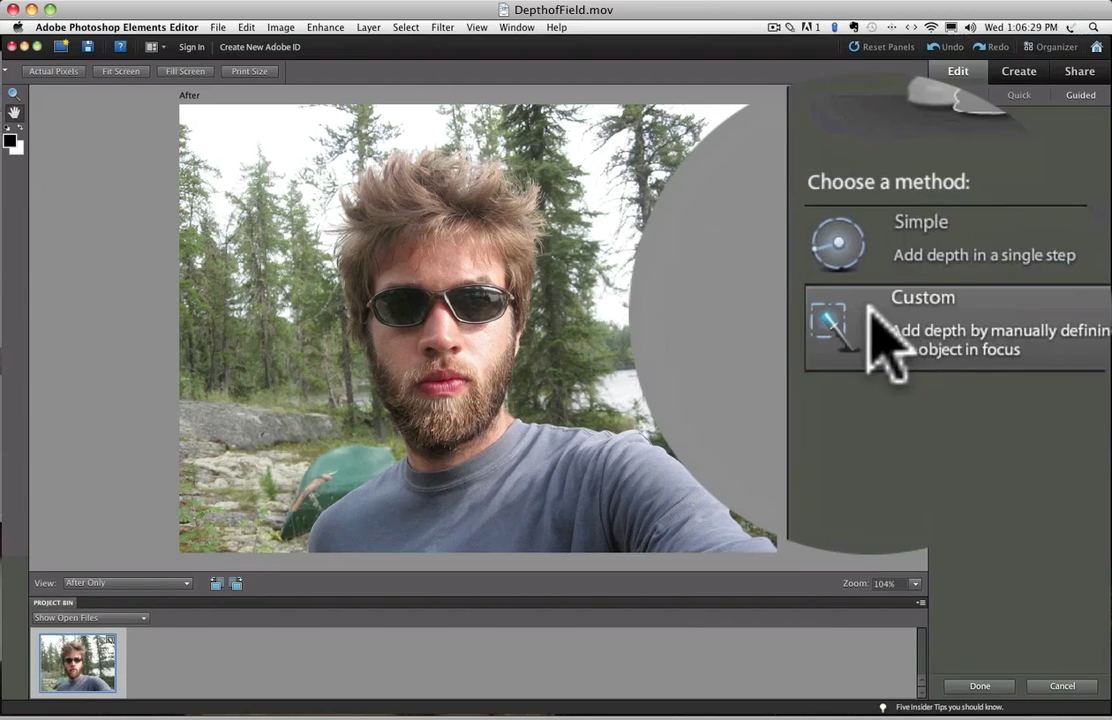 DepthofField.mov
Adobe Photoshop Elements Editor File Edit Image Enhance Layer Select Filter View Window Help
1 Wed 1:06:29 PM
Sign In Create New Adobe ID Reset Panels Undo Redo Organizer
Actual Pixels Fit Screen Fill Screen Print Size Edit Create Share
After Quick Guided
Choose a method:
Simple
Add depth in a single step
Custom
Add depth by manually definin
object in focus
View: After Only Zoom: 104%
PROJECT BIN
Show Open Files
Done Cancel
Five Insider Tips you should know.